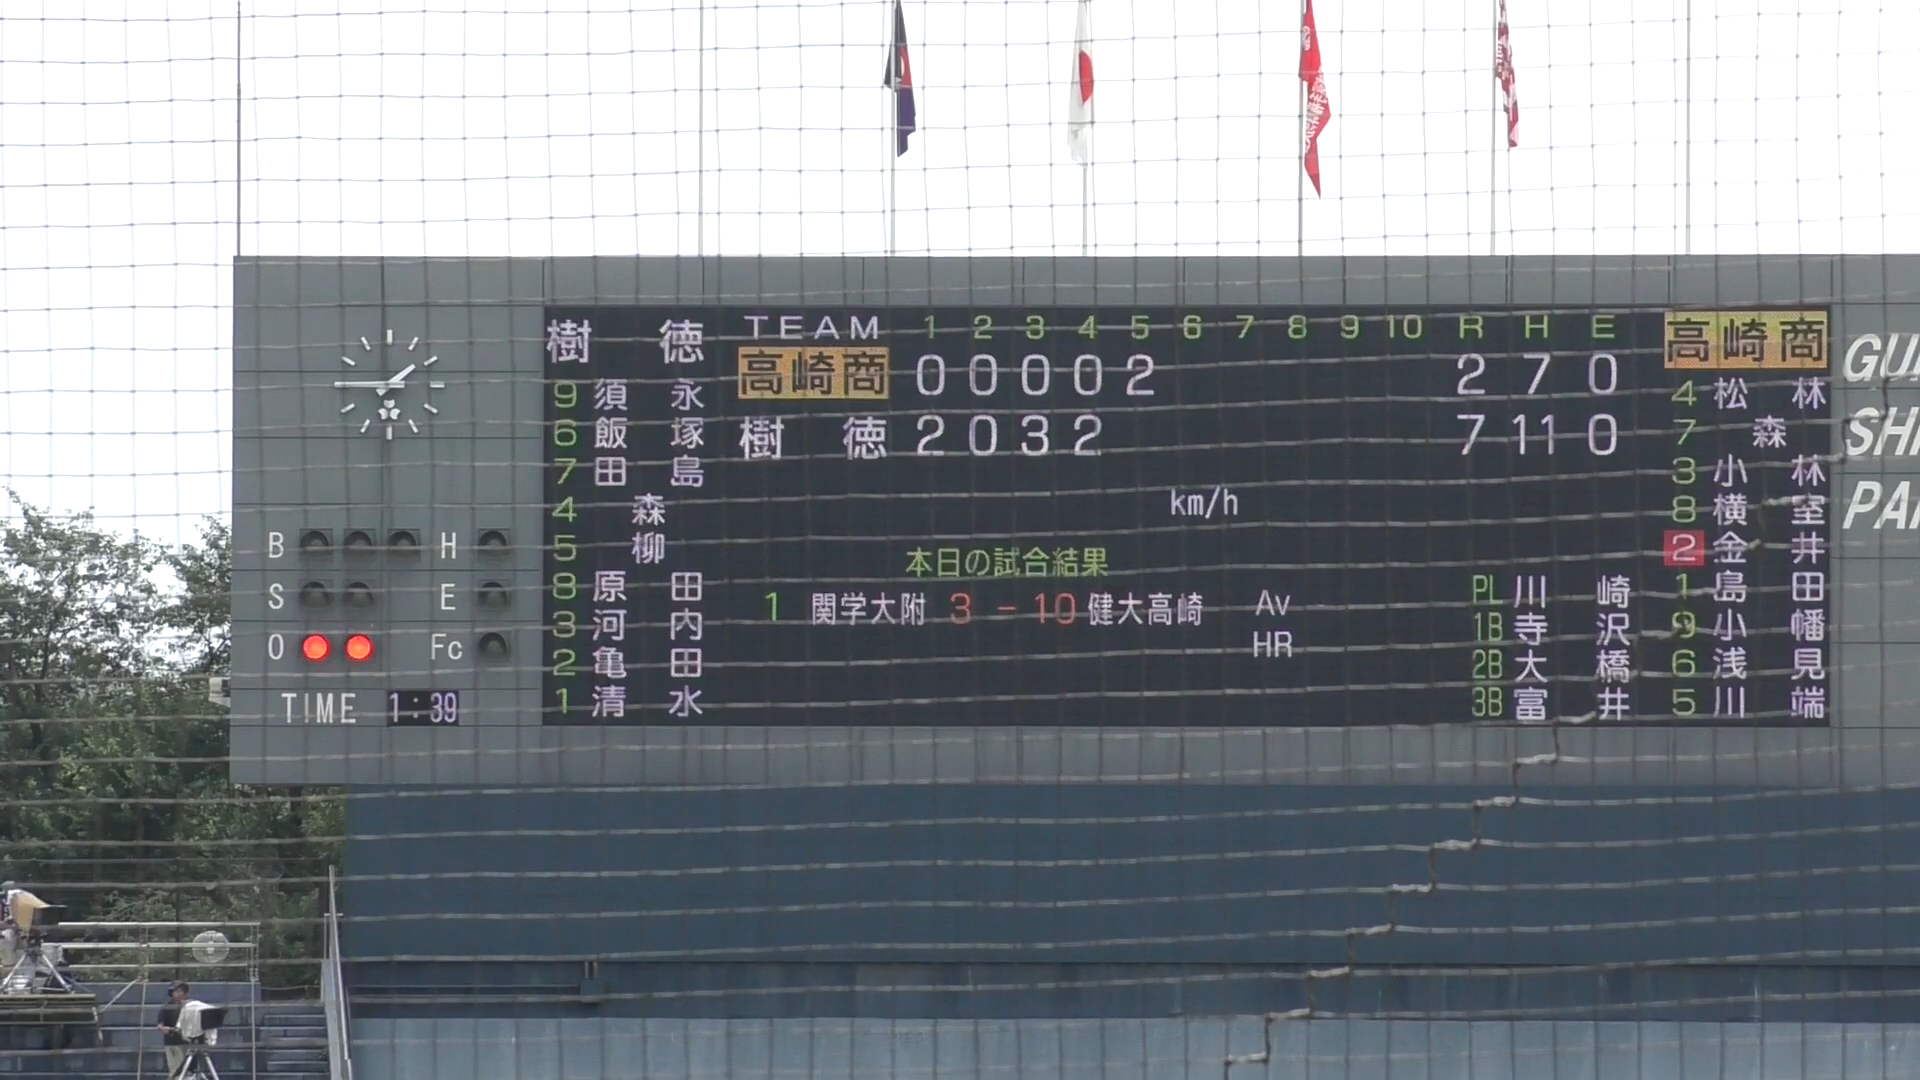 樹徳
9 須永
6 飯塚
7 田島
4 森
5 柳
8 原田
3 河内
2 亀田
1 清水
TEAM 1 2 3 4 5 6 7 8 9 10 R H E
高崎商 0 0 0 0 2 2 7 0
樹徳 2 0 3 2 7 11 0
km/h
本日の試合結果
1 関学大附 3 - 10 健大高崎
Av
HR
PL 川崎
1B 寺沢
2B 大橋
3B 富井
高崎商
4 松林
7 森
3 小林
8 横室
2 金井
1 島田
9 小幡
6 浅見
5 川端
B H
S E
O Fc
TIME 1:39